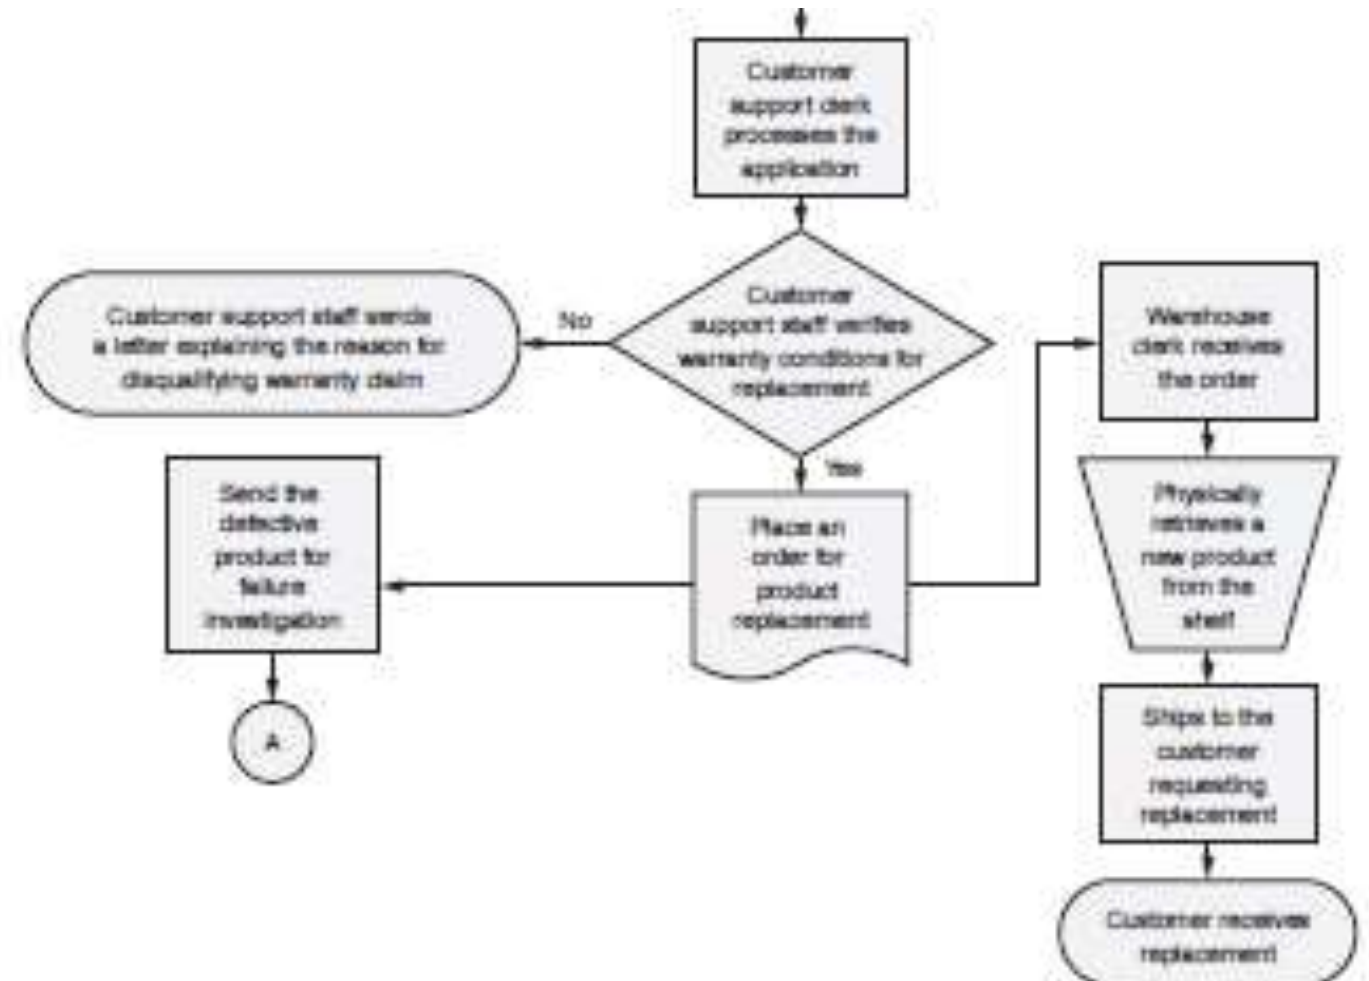 Customer
support clerk
processes the
application
Customer
support staff verifies
warranty conditions for
replacement
No
Customer support staff sends
a letter explaining the reason for
disqualifying warranty claim
Yes
Place an
order for
product
replacement
Send the
defective
product for
failure
investigation
A
Warehouse
clerk receives
the order
Physically
retrieves a
new product
from the
shelf
Ships to the
customer
requesting
replacement
Customer receives
replacement